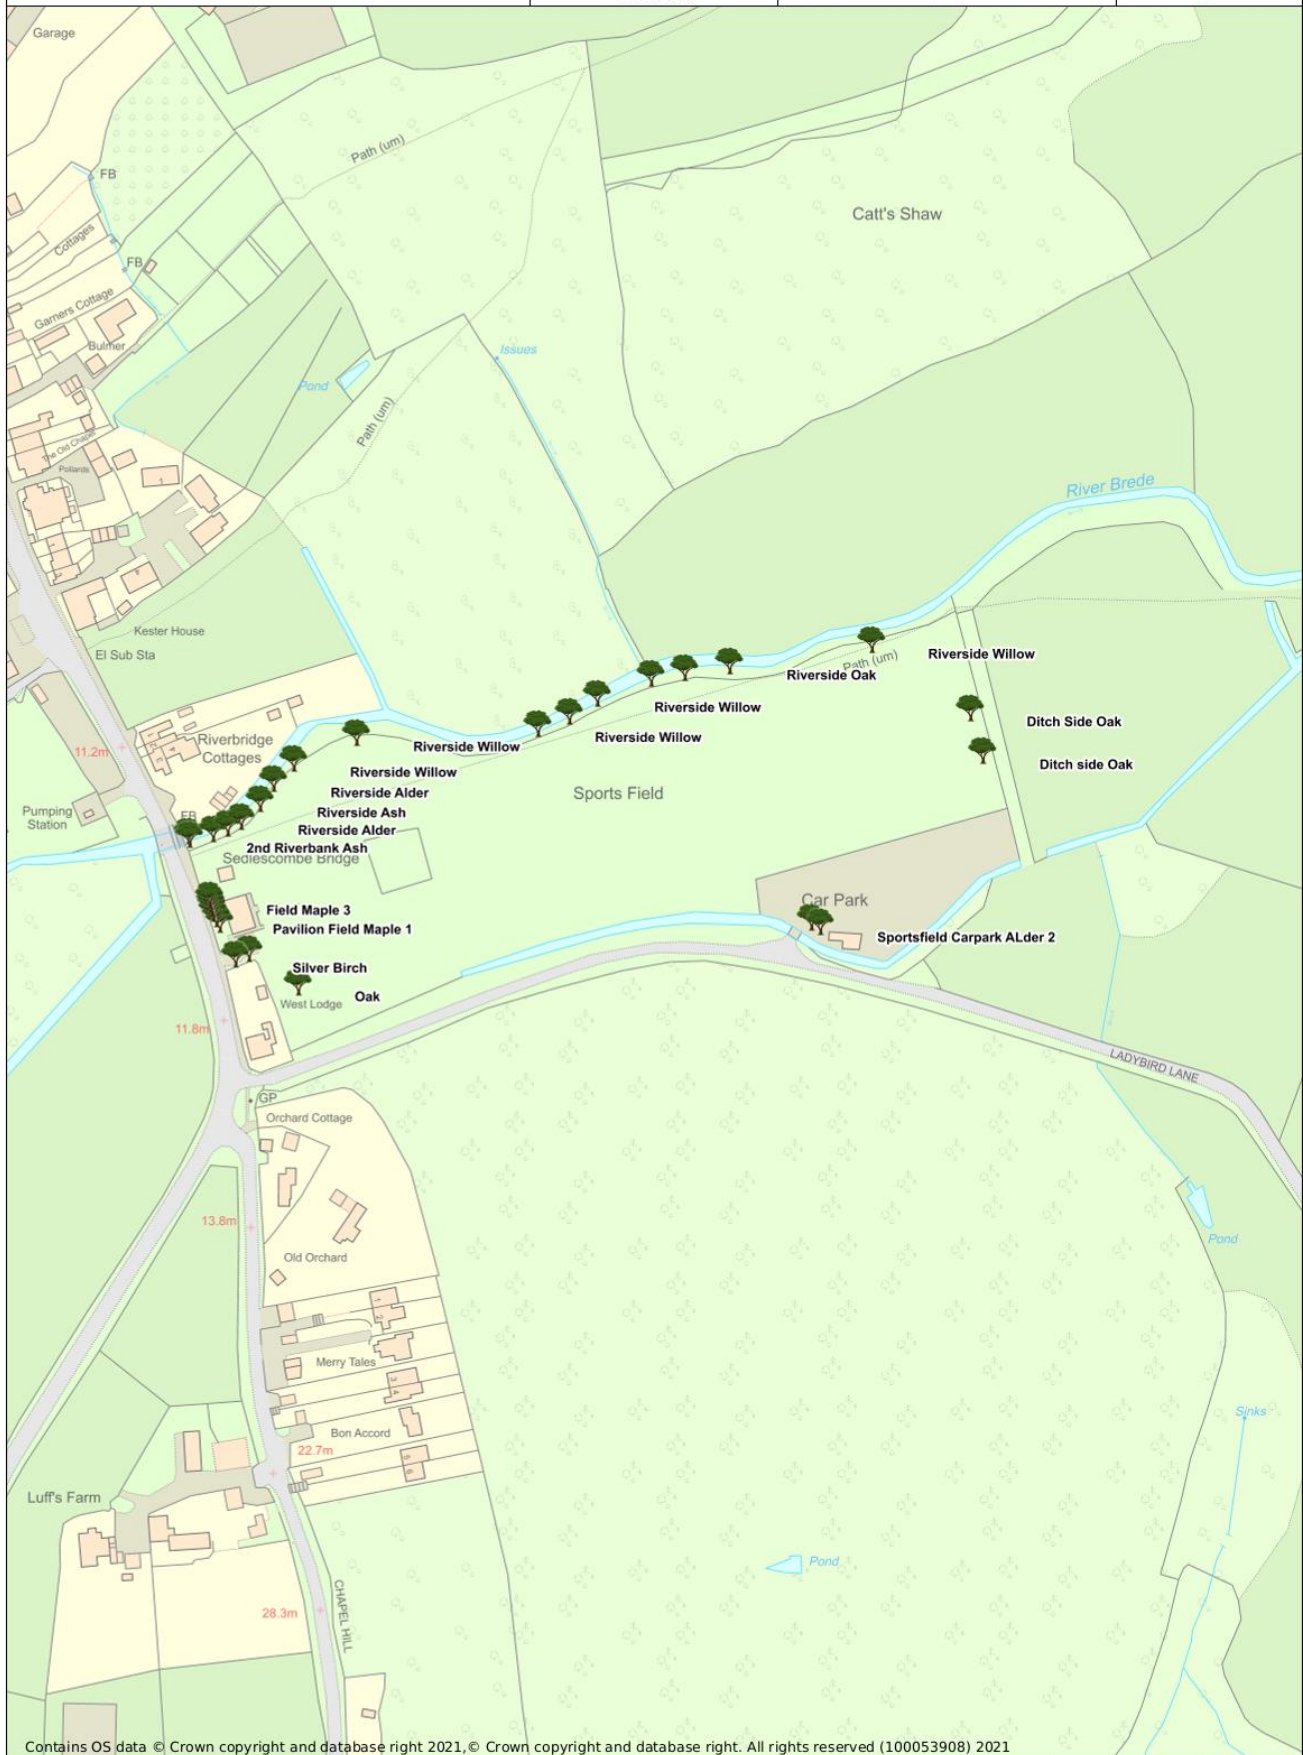 Garage
Path (um)
FB
Catt's Shaw
Cottages
FB
Garners Cottage
Bulmer
Issues
Pond
Path (um)
The Old Chapel
Pollards
River Brede
Kester House
El Sub Sta
Riverside Willow
Path (um)
Riverside Oak
Riverside Willow
Ditch Side Oak
Riverbridge
Cottages
Riverside Willow
Riverside Willow
11.2m
Ditch side Oak
Riverside Willow
Riverside Alder
Sports Field
Pumping
Station
FB
Riverside Ash
Riverside Alder
2nd Riverbank Ash
Sedlescombe Bridge
Car Park
Field Maple 3
Pavilion Field Maple 1
Sportsfield Carpark ALder 2
Silver Birch
Oak
West Lodge
11.8m
LADYBIRD LANE
GP
Orchard Cottage
13.8m
Pond
Old Orchard
1
2
Merry Tales
3
4
Sinks
Bon Accord
22.7m
5
6
Luff's Farm
Pond
CHAPEL HILL
28.3m
Contains OS data © Crown copyright and database right 2021,© Crown copyright and database right. All rights reserved (100053908) 2021